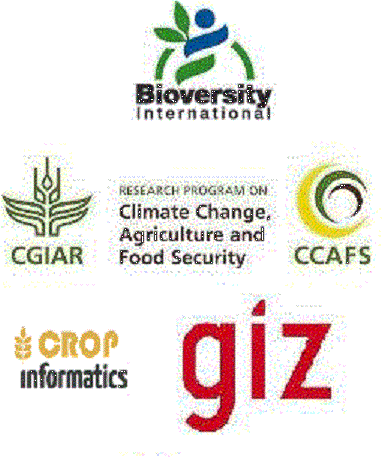 Bioversity
International
RESEARCH PROGRAM ON
Climate Change,
Agriculture and
Food Security
CGIAR
CCAFS
CROP
informatics
giz